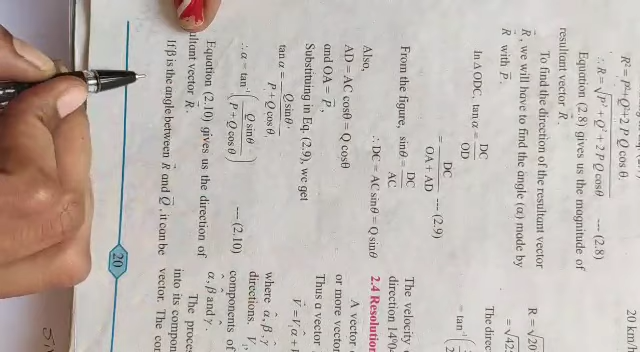 R² = P²+Q²+2 P Q cos θ.
∴ R = √P² + Q² + 2 P Q cosθ --- (2.8)
Equation (2.8) gives us the magnitude of
resultant vector R⃗.
To find the direction of the resultant vector
R⃗, we will have to find the angle (α) made by
R⃗ with P⃗.
In Δ ODC, tan α = DC/OD
= DC/(OA + AD) --- (2.9)
From the figure, sinθ = DC/AC
∴ DC = AC sinθ = Q sinθ
Also,
AD = AC cosθ = Q cosθ
and OA = P⃗,
Substituting in Eq. (2.9), we get
tan α = Q sinθ/(P + Q cosθ)
∴ α = tan⁻¹(Q sinθ/(P + Q cosθ)) --- (2.10)
Equation (2.10) gives us the direction of
ultant vector R⃗.
If β is the angle between R⃗ and Q⃗, it can be
20
20 km/h
R = √20
= √42
The direc
= tan⁻¹
The velocity
direction 14⁰
2.4 Resolution
A vector
or more vector
Thus a vector
where α̂, β̂, γ̂
directions.
components of
α̂, β̂ and γ̂.
The proces
into its compon
vector. The con